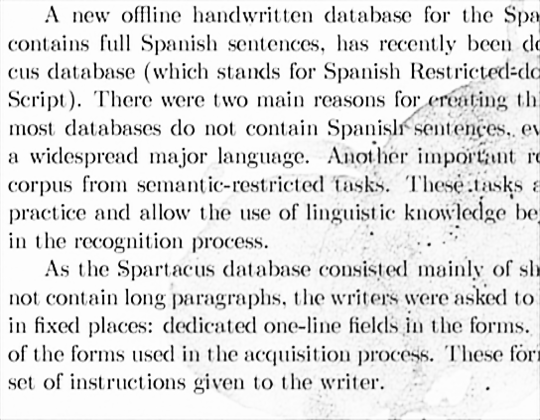 A new offline handwritten database for the Spa
contains full Spanish sentences, has recently been de
cus database (which stands for Spanish Restricted-do
Script). There were two main reasons for creating th
most databases do not contain Spanish sentences, ev
a widespread major language. Another important re
corpus from semantic-restricted tasks. These tasks a
practice and allow the use of linguistic knowledge be
in the recognition process.
As the Spartacus database consisted mainly of sh
not contain long paragraphs, the writers were asked to
in fixed places: dedicated one-line fields in the forms.
of the forms used in the acquisition process. These for
set of instructions given to the writer.